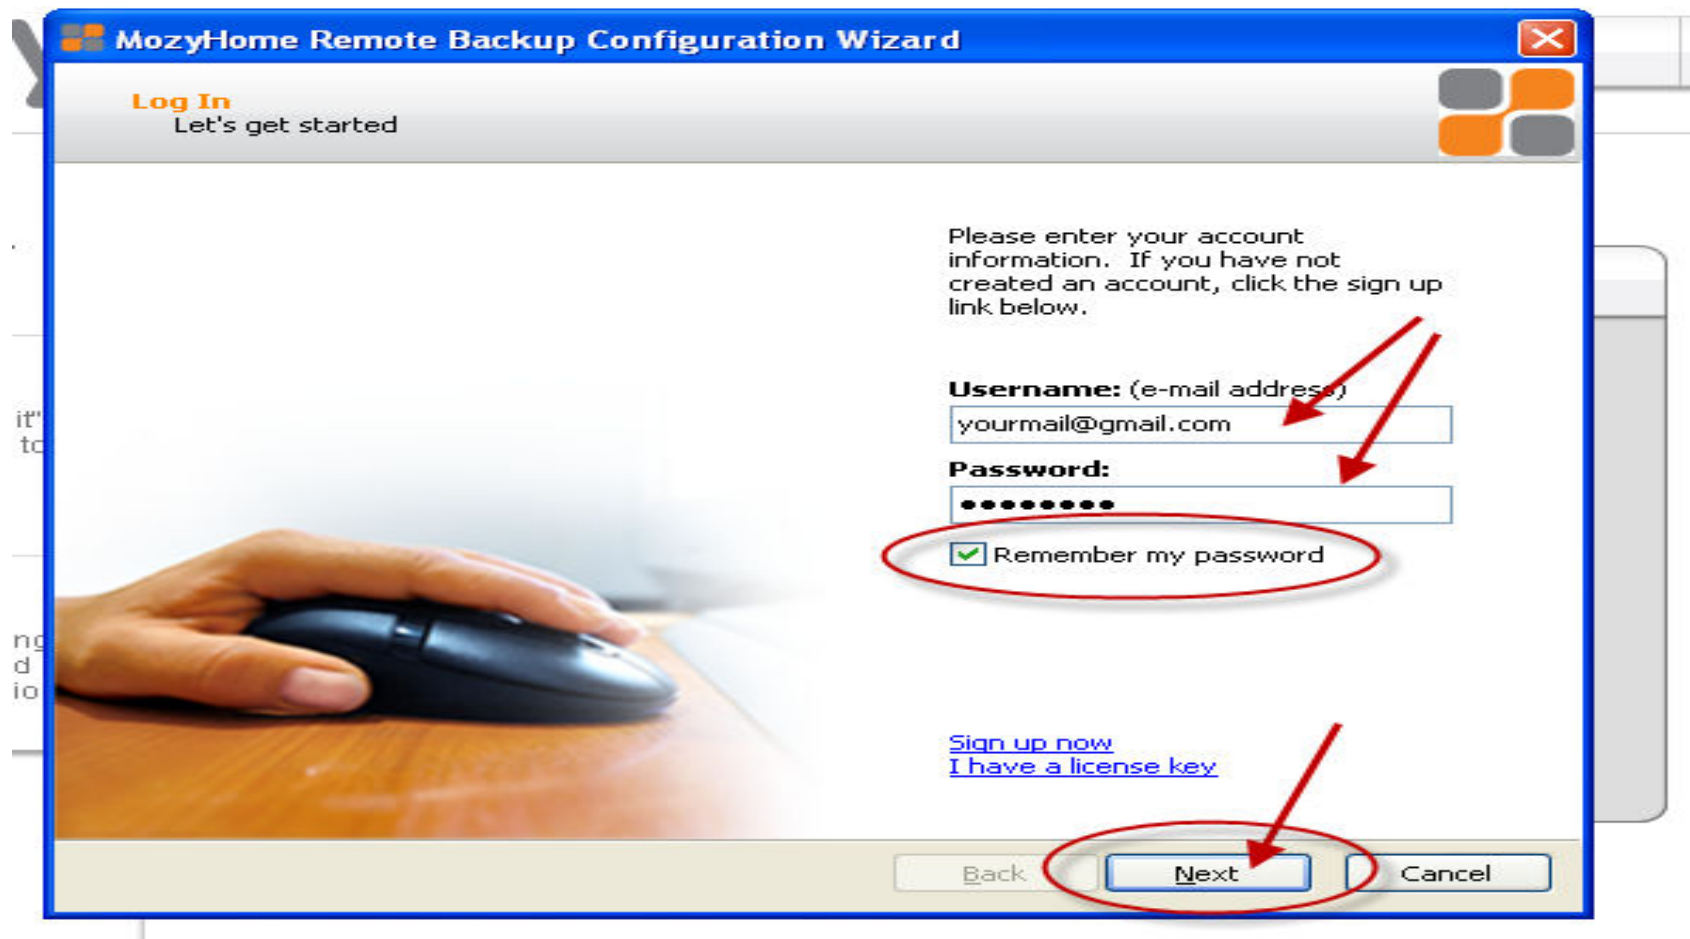 MozyHome Remote Backup Configuration Wizard
Log In
Let's get started
Please enter your account
information.  If you have not
created an account, click the sign up
link below.
Username: (e-mail address)
yourmail@gmail.com
Password:
Remember my password
Sign up now
I have a license key
Back
Next
Cancel
it"